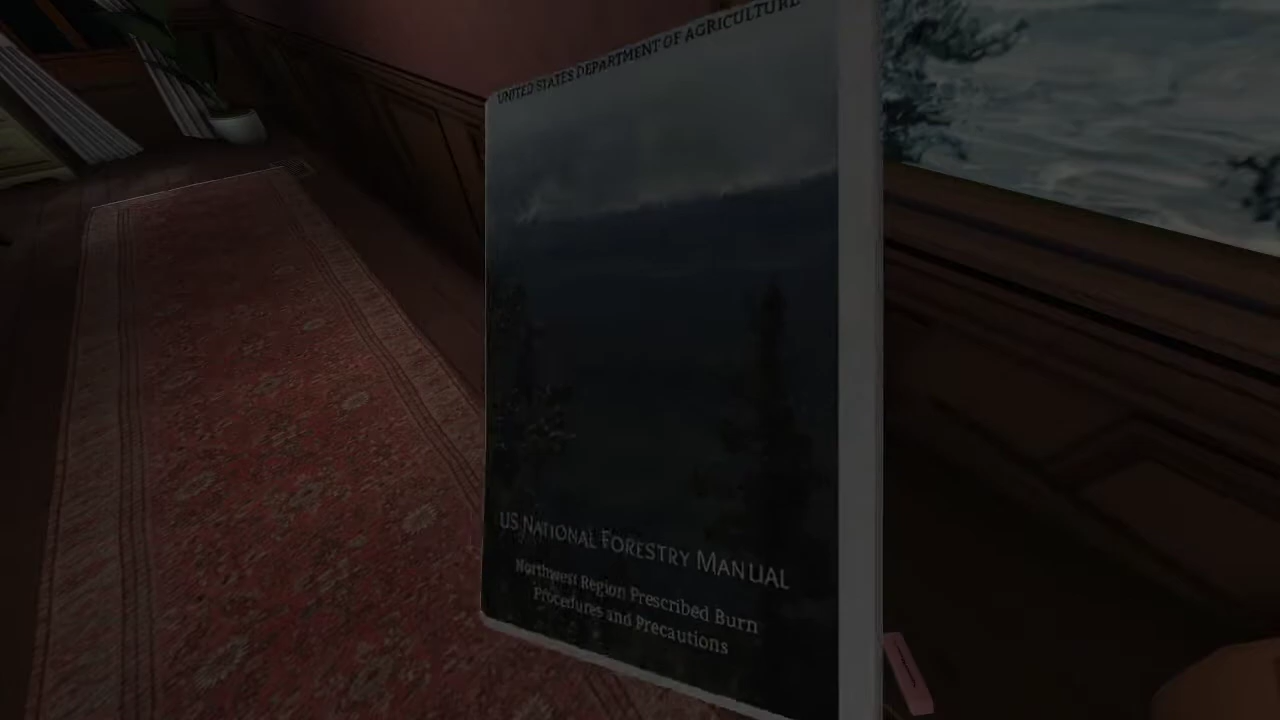 UNITED STATES DEPARTMENT OF AGRICULTURE
US NATIONAL FORESTRY MANUAL
Northwest Region Prescribed Burn
Procedures and Precautions